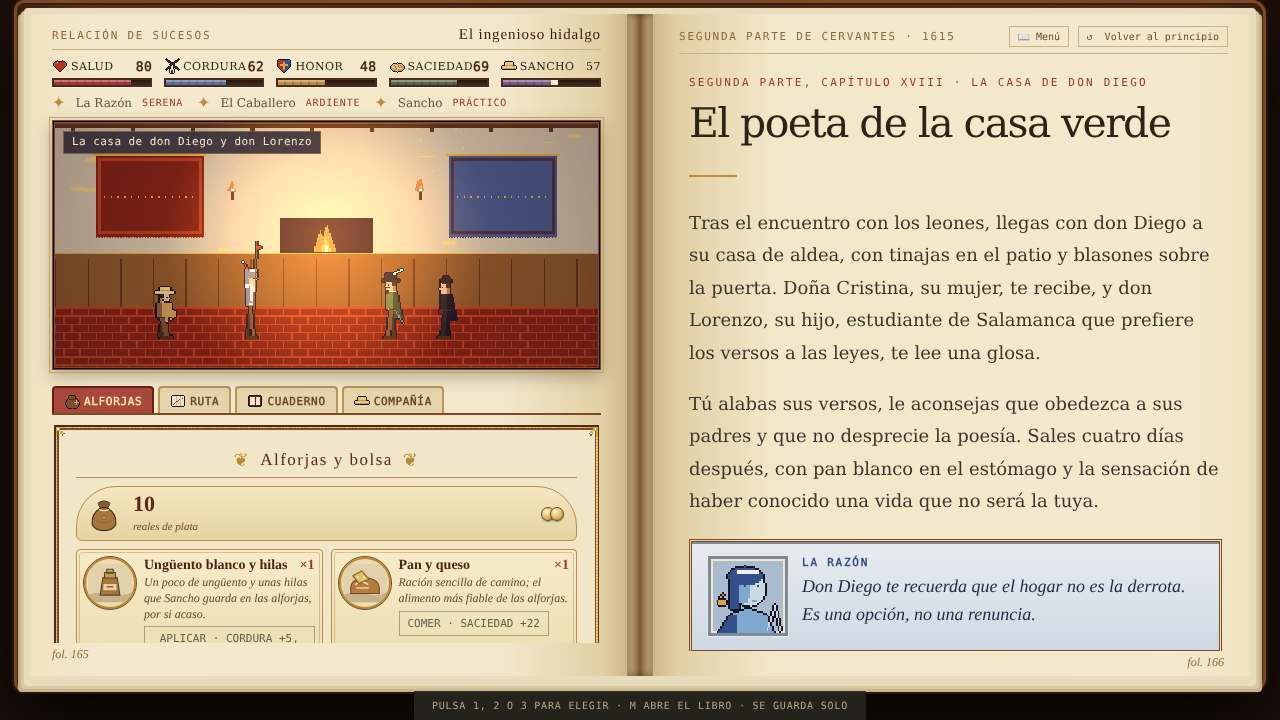 RELACIÓN DE SUCESOS
El ingenioso hidalgo
SALUD 80
CORDURA 62
HONOR 48
SACIEDAD 69
SANCHO 57
La Razón SERENA
El Caballero ARDIENTE
Sancho PRÁCTICO
La casa de don Diego y don Lorenzo
ALFORJAS
RUTA
CUADERNO
COMPAÑÍA
Alforjas y bolsa
10
reales de plata
Ungüento blanco y hilas ×1
Un poco de ungüento y unas hilas
que Sancho guarda en las alforjas,
por si acaso.
APLICAR · CORDURA +5,
Pan y queso ×1
Ración sencilla de camino; el
alimento más fiable de las alforjas.
COMER · SACIEDAD +22
fol. 165
SEGUNDA PARTE DE CERVANTES · 1615
📖 Menú
↺ Volver al principio
SEGUNDA PARTE, CAPÍTULO XVIII · LA CASA DE DON DIEGO
El poeta de la casa verde
Tras el encuentro con los leones, llegas con don Diego a
su casa de aldea, con tinajas en el patio y blasones sobre
la puerta. Doña Cristina, su mujer, te recibe, y don
Lorenzo, su hijo, estudiante de Salamanca que prefiere
los versos a las leyes, te lee una glosa.
Tú alabas sus versos, le aconsejas que obedezca a sus
padres y que no desprecie la poesía. Sales cuatro días
después, con pan blanco en el estómago y la sensación de
haber conocido una vida que no será la tuya.
LA RAZÓN
Don Diego te recuerda que el hogar no es la derrota.
Es una opción, no una renuncia.
fol. 166
PULSA 1, 2 O 3 PARA ELEGIR · M ABRE EL LIBRO · SE GUARDA SOLO